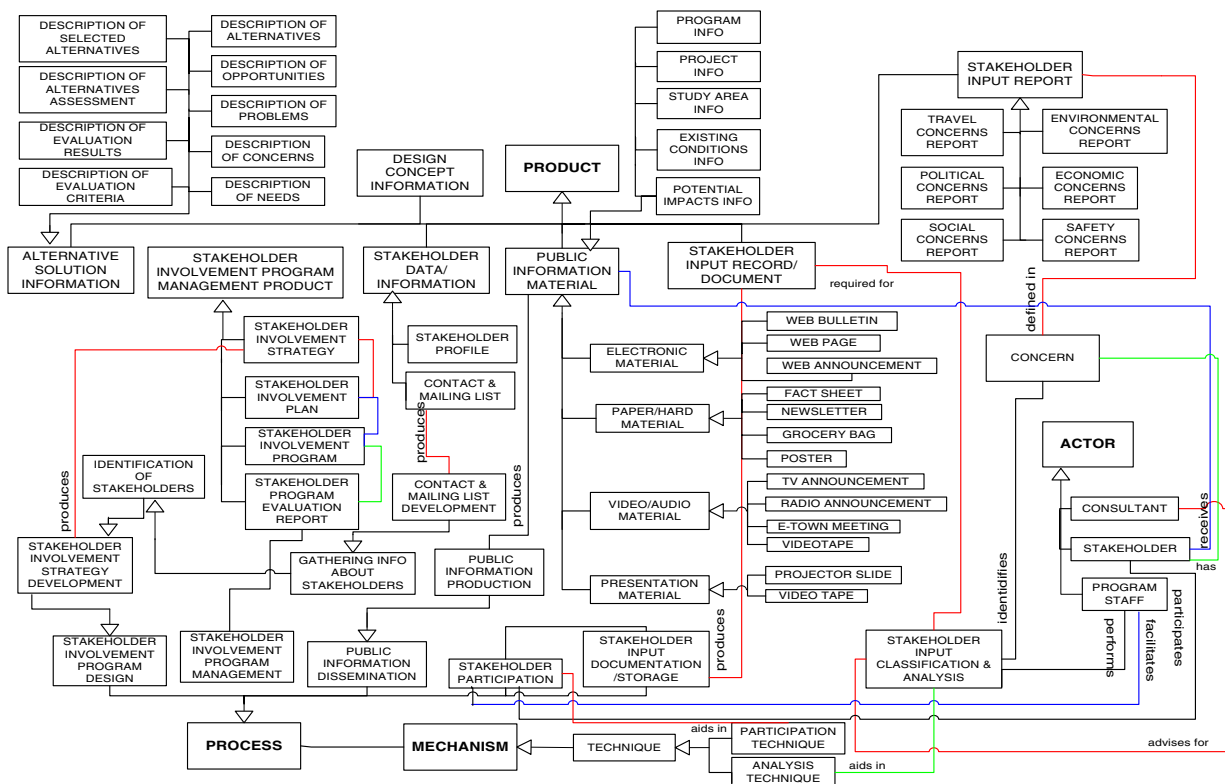 DESCRIPTION OF
SELECTED
ALTERNATIVES
DESCRIPTION OF
ALTERNATIVES
DESCRIPTION OF
ALTERNATIVES
ASSESSMENT
DESCRIPTION OF
OPPORTUNITIES
DESCRIPTION OF
PROBLEMS
DESCRIPTION OF
EVALUATION
RESULTS
DESCRIPTION
OF CONCERNS
DESCRIPTION OF
EVALUATION
CRITERIA
DESCRIPTION
OF NEEDS
DESIGN
CONCEPT
INFORMATION
PRODUCT
PROGRAM
INFO
PROJECT
INFO
STUDY AREA
INFO
EXISTING
CONDITIONS
INFO
POTENTIAL
IMPACTS INFO
STAKEHOLDER
INPUT REPORT
TRAVEL
CONCERNS
REPORT
ENVIRONMENTAL
CONCERNS
REPORT
POLITICAL
CONCERNS
REPORT
ECONOMIC
CONCERNS
REPORT
SOCIAL
CONCERNS
REPORT
SAFETY
CONCERNS
REPORT
ALTERNATIVE
SOLUTION
INFORMATION
STAKEHOLDER
INVOLVEMENT PROGRAM
MANAGEMENT PRODUCT
STAKEHOLDER
DATA/
INFORMATION
PUBLIC
INFORMATION
MATERIAL
STAKEHOLDER
INPUT RECORD/
DOCUMENT
required for
defined in
STAKEHOLDER
INVOLVEMENT
STRATEGY
STAKEHOLDER
PROFILE
STAKEHOLDER
INVOLVEMENT
PLAN
CONTACT &
MAILING LIST
STAKEHOLDER
INVOLVEMENT
PROGRAM
STAKEHOLDER
PROGRAM
EVALUATION
REPORT
produces
CONTACT &
MAILING LIST
DEVELOPMENT
produces
ELECTRONIC
MATERIAL
WEB BULLETIN
WEB PAGE
WEB ANNOUNCEMENT
PAPER/HARD
MATERIAL
FACT SHEET
NEWSLETTER
GROCERY BAG
POSTER
VIDEO/AUDIO
MATERIAL
TV ANNOUNCEMENT
RADIO ANNOUNCEMENT
E-TOWN MEETING
VIDEOTAPE
PRESENTATION
MATERIAL
PROJECTOR SLIDE
VIDEO TAPE
CONCERN
ACTOR
CONSULTANT
STAKEHOLDER
PROGRAM
STAFF
receives
has
participates
facilitates
performs
identidifies
IDENTIFICATION
OF
STAKEHOLDERS
produces
STAKEHOLDER
INVOLVEMENT
STRATEGY
DEVELOPMENT
GATHERING INFO
ABOUT
STAKEHOLDERS
PUBLIC
INFORMATION
PRODUCTION
STAKEHOLDER
INVOLVEMENT
PROGRAM
DESIGN
STAKEHOLDER
INVOLVEMENT
PROGRAM
MANAGEMENT
PUBLIC
INFORMATION
DISSEMINATION
STAKEHOLDER
PARTICIPATION
STAKEHOLDER
INPUT
DOCUMENTATION
/STORAGE
produces
STAKEHOLDER
INPUT
CLASSIFICATION &
ANALYSIS
PROCESS
MECHANISM
TECHNIQUE
aids in
PARTICIPATION
TECHNIQUE
ANALYSIS
TECHNIQUE
aids in
advises for